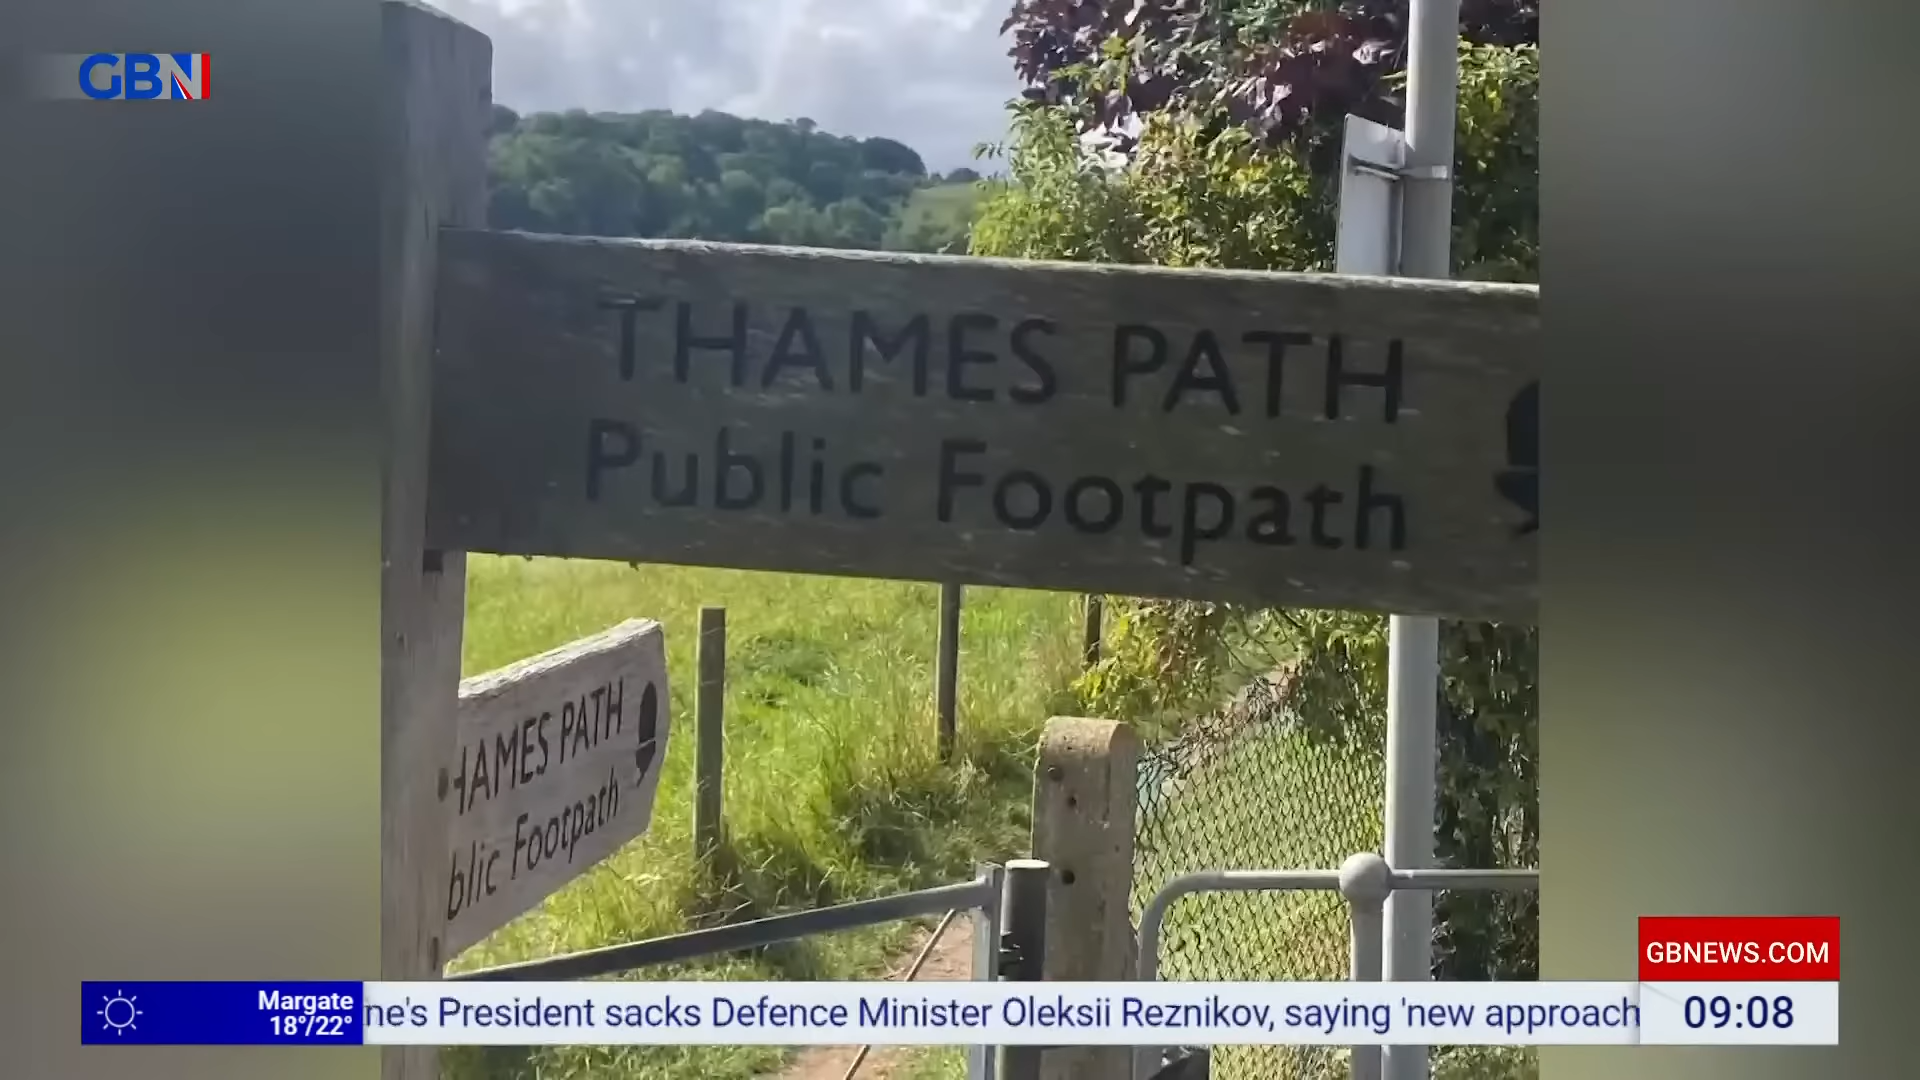 GBN
THAMES PATH
Public Footpath
HAMES PATH
blic Footpath
GBNEWS.COM
Margate
18°/22°
ne's President sacks Defence Minister Oleksii Reznikov, saying 'new approach
09:08